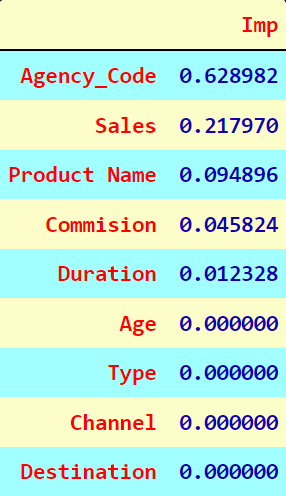 Imp
Agency_Code 0.628982
Sales 0.217970
Product Name 0.094896
Commision 0.045824
Duration 0.012328
Age 0.000000
Type 0.000000
Channel 0.000000
Destination 0.000000